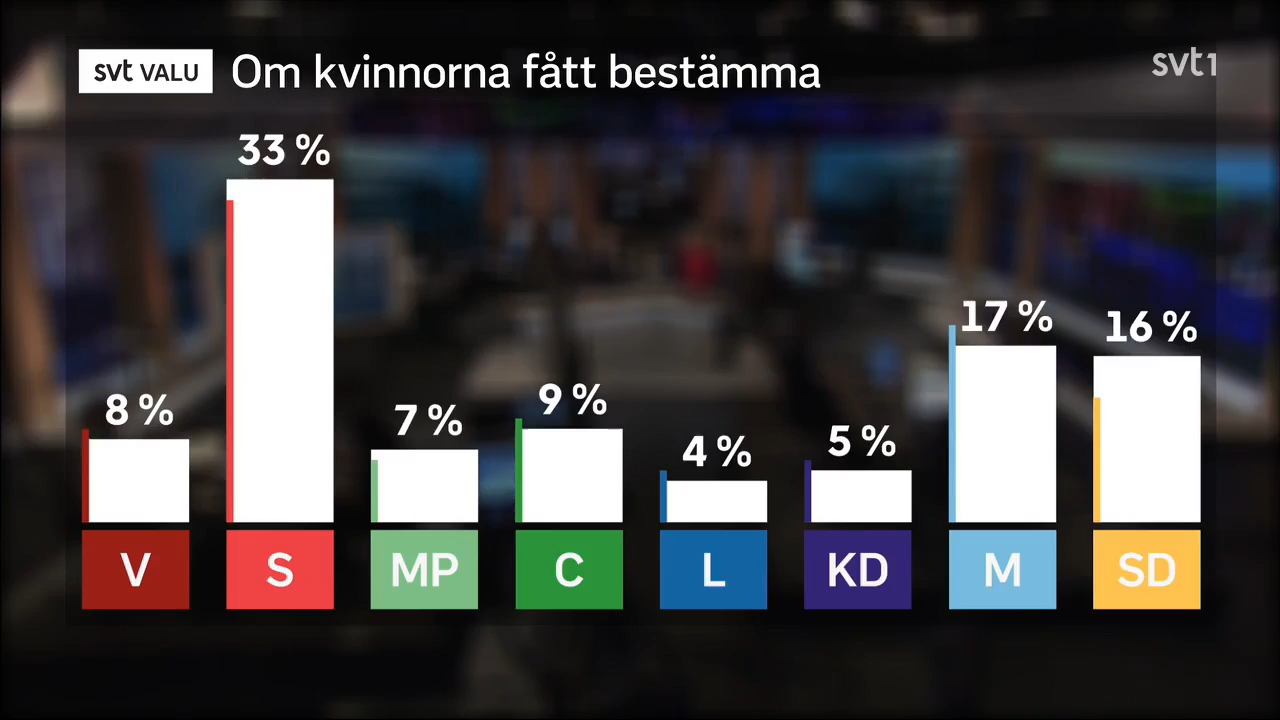 svt VALU Om kvinnorna fått bestämma
svt1
33 %
17 %
16 %
9 %
8 %
7 %
5 %
4 %
V S MP C L KD M SD